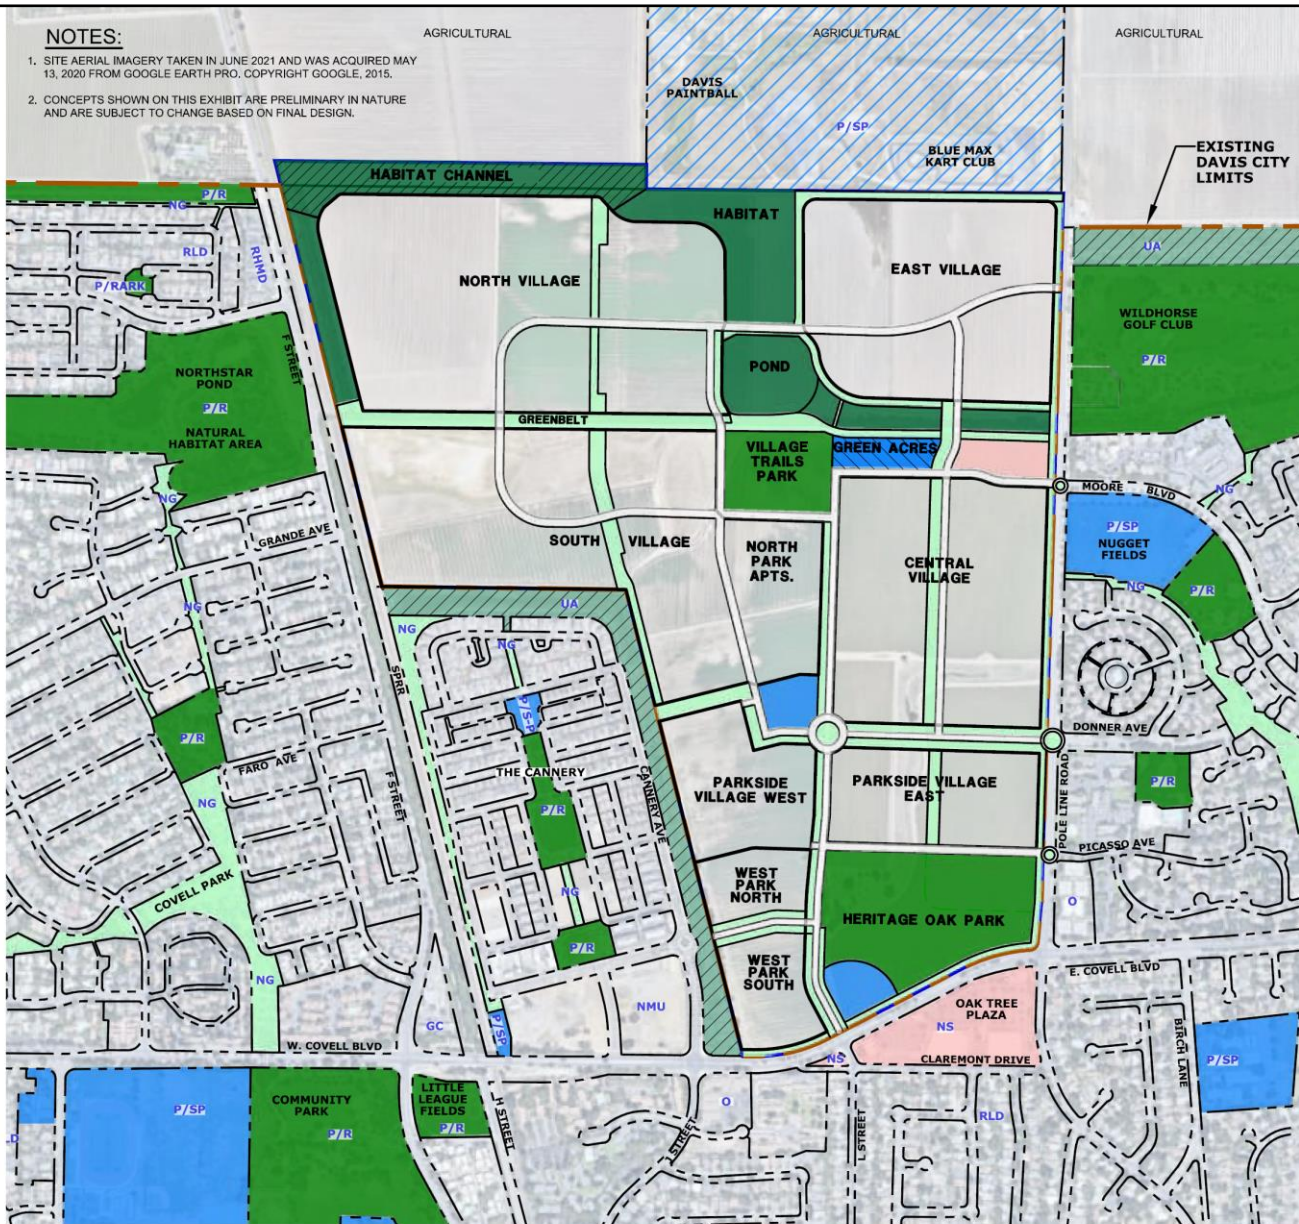 NOTES:
1. SITE AERIAL IMAGERY TAKEN IN JUNE 2021 AND WAS ACQUIRED MAY
13, 2020 FROM GOOGLE EARTH PRO. COPYRIGHT GOOGLE, 2015.
2. CONCEPTS SHOWN ON THIS EXHIBIT ARE PRELIMINARY IN NATURE
AND ARE SUBJECT TO CHANGE BASED ON FINAL DESIGN.
AGRICULTURAL
AGRICULTURAL
AGRICULTURAL
DAVIS
PAINTBALL
P/SP
BLUE MAX
KART CLUB
EXISTING
DAVIS CITY
LIMITS
HABITAT CHANNEL
P/R
NG
HABITAT
UA
RLD
RHMD
P/RARK
NORTH VILLAGE
EAST VILLAGE
WILDHORSE
GOLF CLUB
P/R
F STREET
NORTHSTAR
POND
P/R
NATURAL
HABITAT AREA
POND
GREENBELT
VILLAGE
TRAILS
PARK
GREEN ACRES
NG
MOORE BLVD
NG
P/SP
NUGGET
FIELDS
GRANDE AVE
SOUTH VILLAGE
NORTH
PARK
APTS.
CENTRAL
VILLAGE
NG
P/R
NG
UA
NG
NG
SPRR
P/S-P
DONNER AVE
P/R
FARO AVE
THE CANNERY
CANNERY AVE
PARKSIDE
VILLAGE WEST
PARKSIDE VILLAGE
EAST
POLE LINE ROAD
P/R
NG
F STREET
P/R
PICASSO AVE
COVELL PARK
NG
WEST
PARK
NORTH
O
HERITAGE OAK PARK
P/R
NG
WEST
PARK
SOUTH
E. COVELL BLVD
OAK TREE
PLAZA
NS
NMU
GC
P/SP
BIRCH LANE
W. COVELL BLVD
NS
CLAREMONT DRIVE
P/SP
P/SP
COMMUNITY
PARK
P/R
LITTLE
LEAGUE
FIELDS
P/R
H STREET
J STREET
O
L STREET
RLD